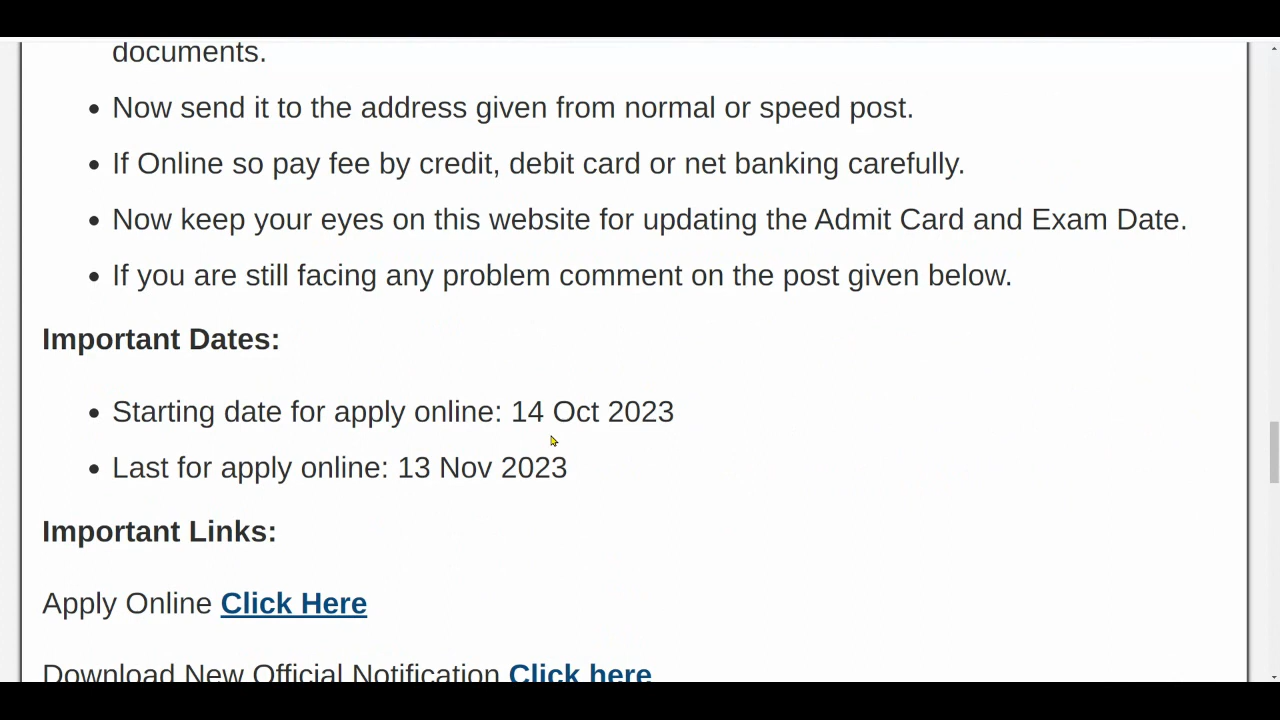 documents.
Now send it to the address given from normal or speed post.
If Online so pay fee by credit, debit card or net banking carefully.
Now keep your eyes on this website for updating the Admit Card and Exam Date.
If you are still facing any problem comment on the post given below.
Important Dates:
Starting date for apply online: 14 Oct 2023
Last for apply online: 13 Nov 2023
Important Links:
Apply Online Click Here
Download New Official Notification Click here